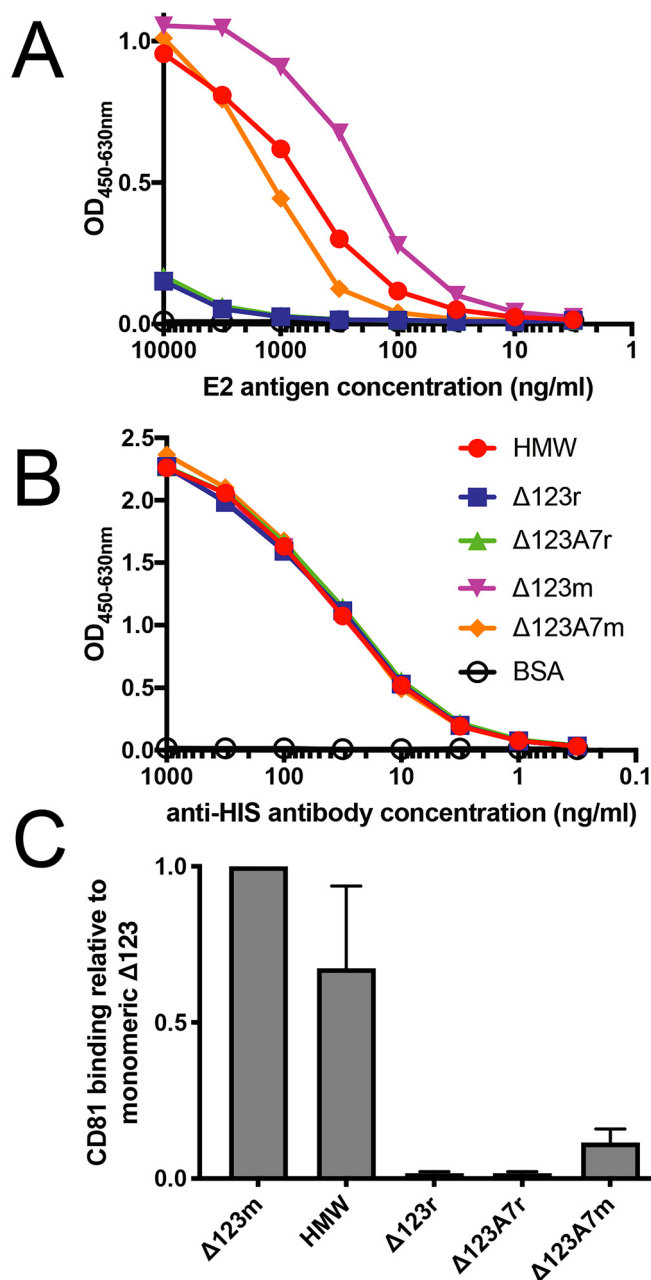 A
1.0
0.5
0.0
OD450-630nm
10000 1000 100 10 1
E2 antigen concentration (ng/ml)
B
2.5
2.0
1.5
1.0
0.5
0.0
OD450-630nm
HMW
Δ123r
Δ123A7r
Δ123m
Δ123A7m
BSA
1000 100 10 1 0.1
anti-HIS antibody concentration (ng/ml)
C
1.0
0.5
0.0
CD81 binding relative to
monomeric Δ123
Δ123m
HMW
Δ123r
Δ123A7r
Δ123A7m